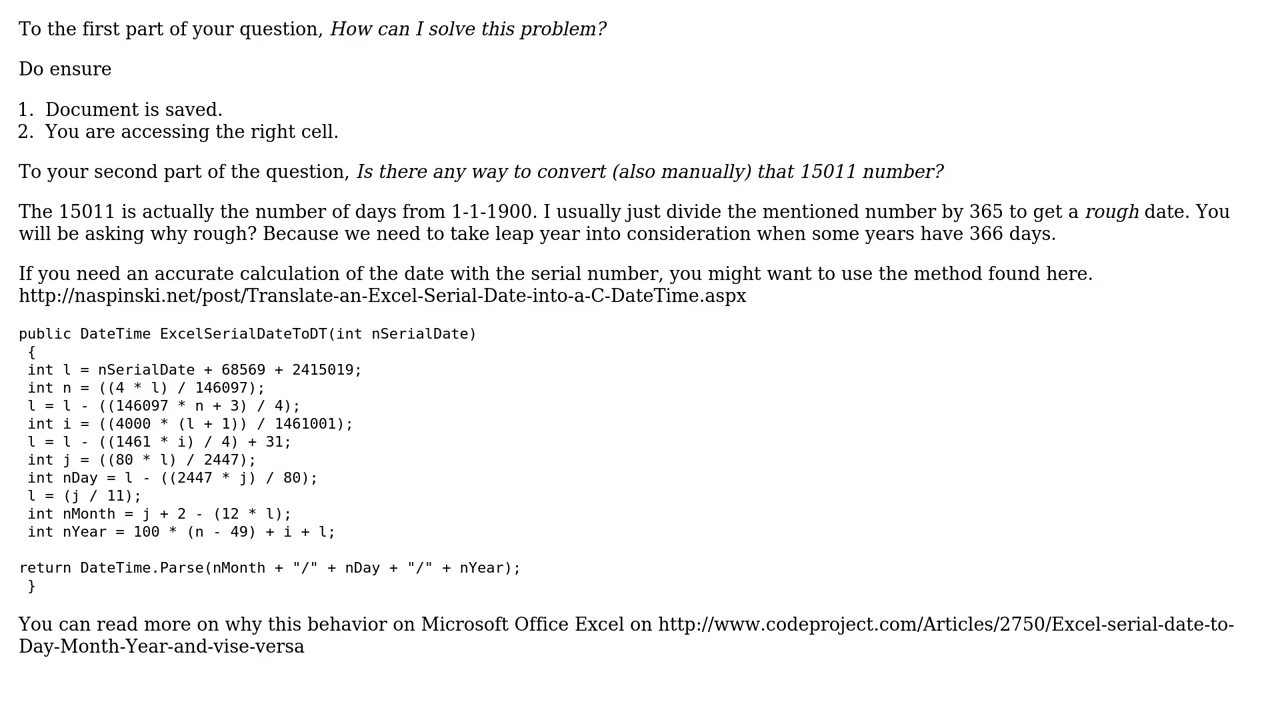 To the first part of your question, How can I solve this problem?
Do ensure
1. Document is saved.
2. You are accessing the right cell.
To your second part of the question, Is there any way to convert (also manually) that 15011 number?
The 15011 is actually the number of days from 1-1-1900. I usually just divide the mentioned number by 365 to get a rough date. You
will be asking why rough? Because we need to take leap year into consideration when some years have 366 days.
If you need an accurate calculation of the date with the serial number, you might want to use the method found here.
http://naspinski.net/post/Translate-an-Excel-Serial-Date-into-a-C-DateTime.aspx
public DateTime ExcelSerialDateToDT(int nSerialDate)
{
int l = nSerialDate + 68569 + 2415019;
int n = ((4 * l) / 146097);
l = l - ((146097 * n + 3) / 4);
int i = ((4000 * (l + 1)) / 1461001);
l = l - ((1461 * i) / 4) + 31;
int j = ((80 * l) / 2447);
int nDay = l - ((2447 * j) / 80);
l = (j / 11);
int nMonth = j + 2 - (12 * l);
int nYear = 100 * (n - 49) + i + l;
return DateTime.Parse(nMonth + "/" + nDay + "/" + nYear);
}
You can read more on why this behavior on Microsoft Office Excel on http://www.codeproject.com/Articles/2750/Excel-serial-date-to-
Day-Month-Year-and-vise-versa